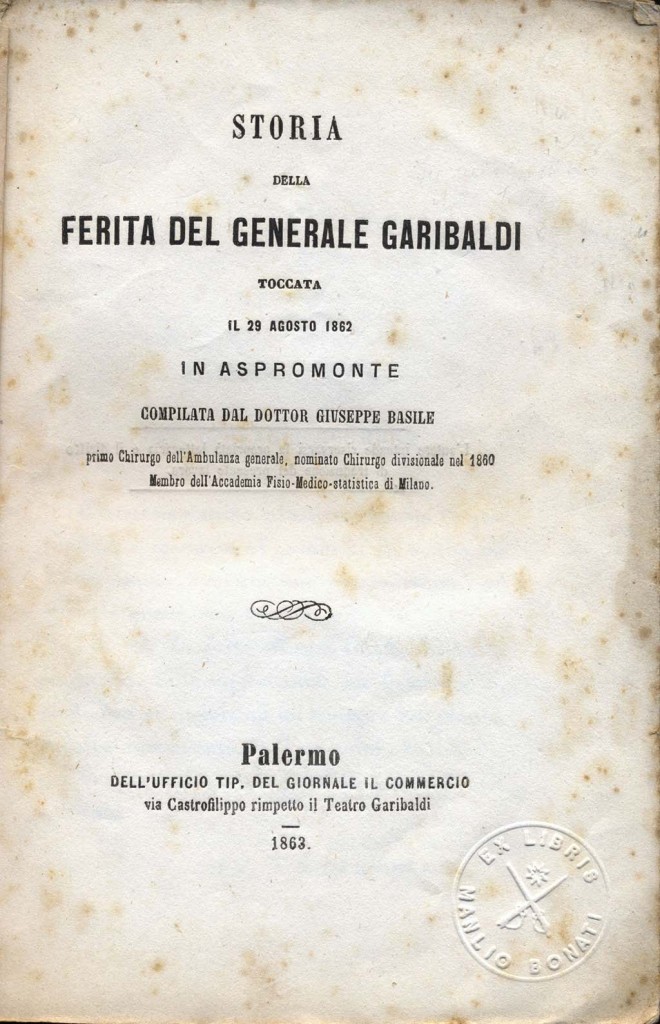 STORIA
DELLA
FERITA DEL GENERALE GARIBALDI
TOCCATA
IL 29 AGOSTO 1862
IN ASPROMONTE
COMPILATA DAL DOTTOR GIUSEPPE BASILE
primo Chirurgo dell'Ambulanza generale, nominato Chirurgo divisionale nel 1860
Membro dell'Accademia Fisio-Medico-statistica di Milano.
Palermo
DELL'UFFICIO TIP. DEL GIORNALE IL COMMERCIO
via Castrofilippo rimpetto il Teatro Garibaldi
1863.
EX LIBRIS
MANLIO BONATI